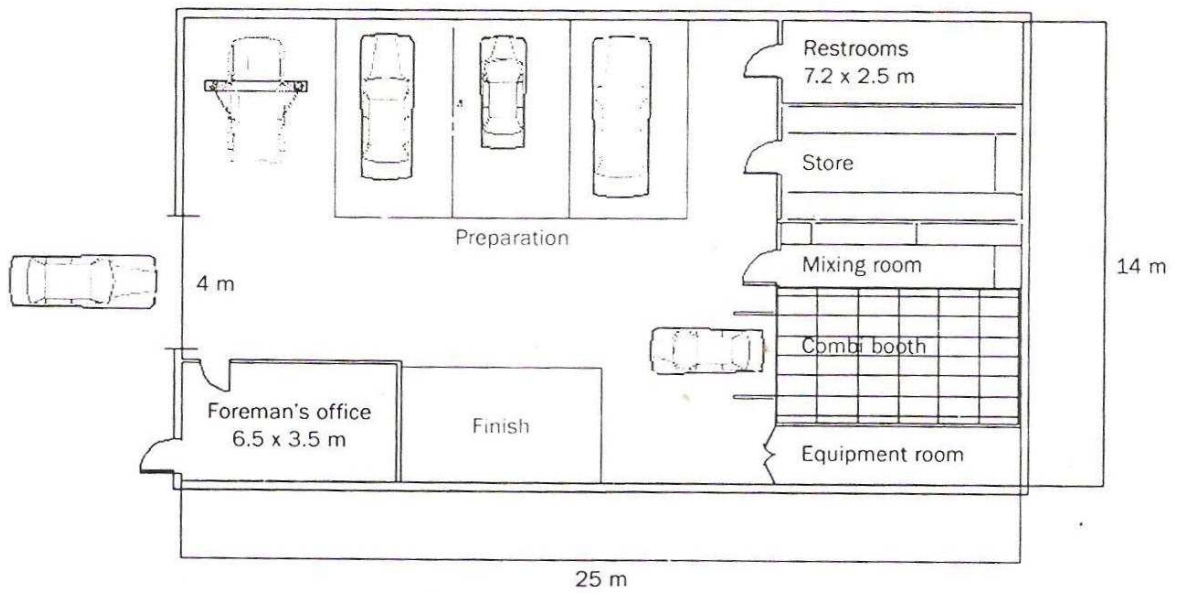 Restrooms
7.2 x 2.5 m
Store
Preparation
Mixing room
4 m
14 m
Combi booth
Foreman's office
6.5 x 3.5 m
Finish
Equipment room
25 m